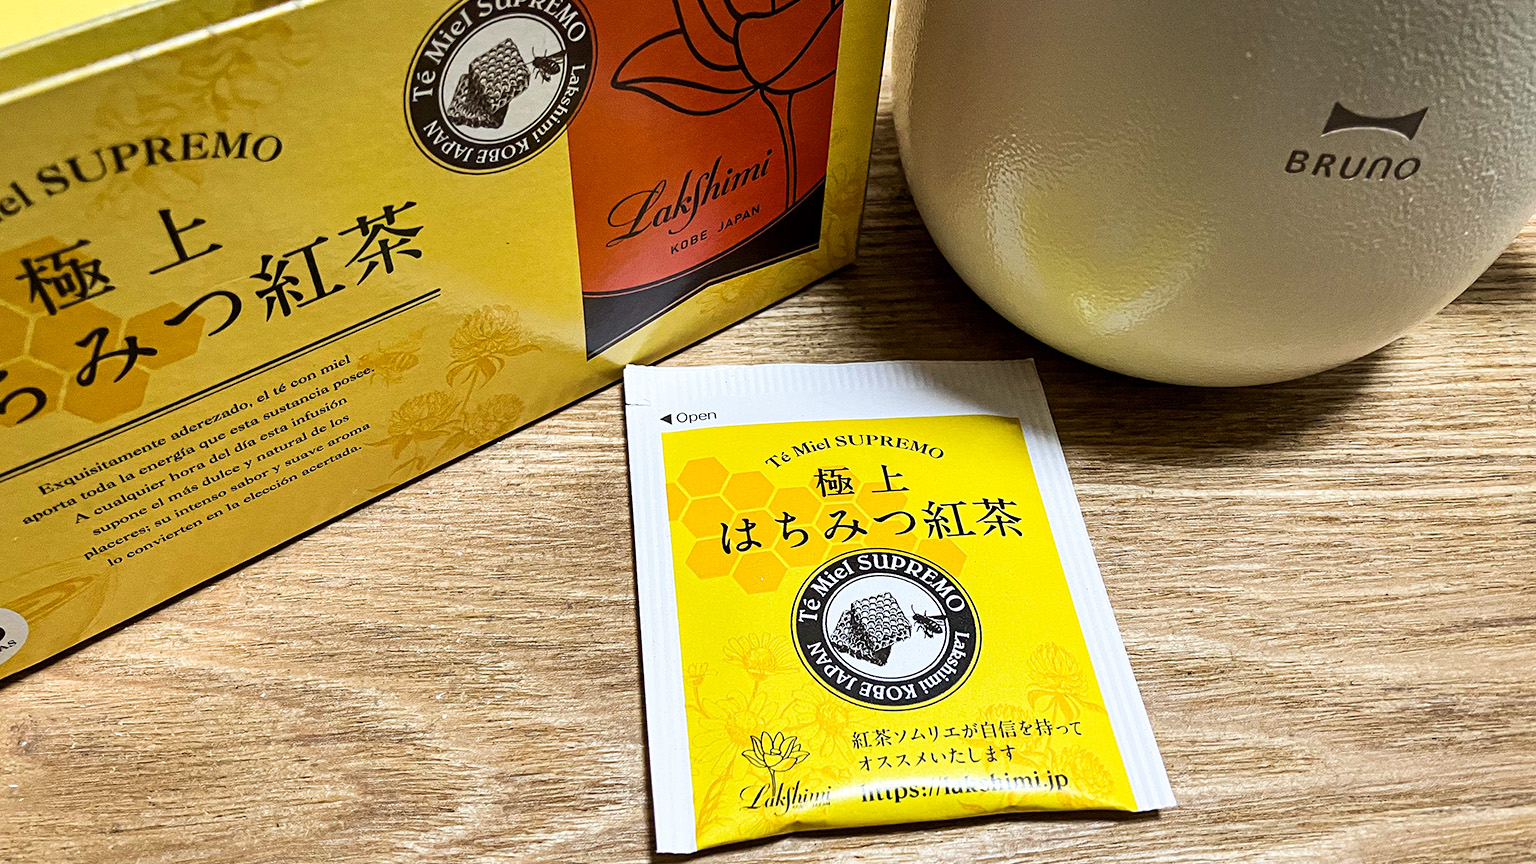 SUPREMO
極上
ちみつ紅茶
Exquisitamente aderezado, el té con miel
aporta toda la energía que esta sustancia posee.
A cualquier hora del día esta infusión
supone el más dulce y natural de los
placeres; su intenso sabor y suave aroma
lo convierten en la elección acertada.
Té Miel SUPREMO
Lakshimi KOBE JAPAN
Lakshimi
KOBE JAPAN
BRUNO
◀ Open
Té Miel SUPREMO
極上
はちみつ紅茶
Té Miel SUPREMO
Lakshimi KOBE JAPAN
紅茶ソムリエが自信を持って
オススメいたします
Lakshimi
https://lakshimi.jp